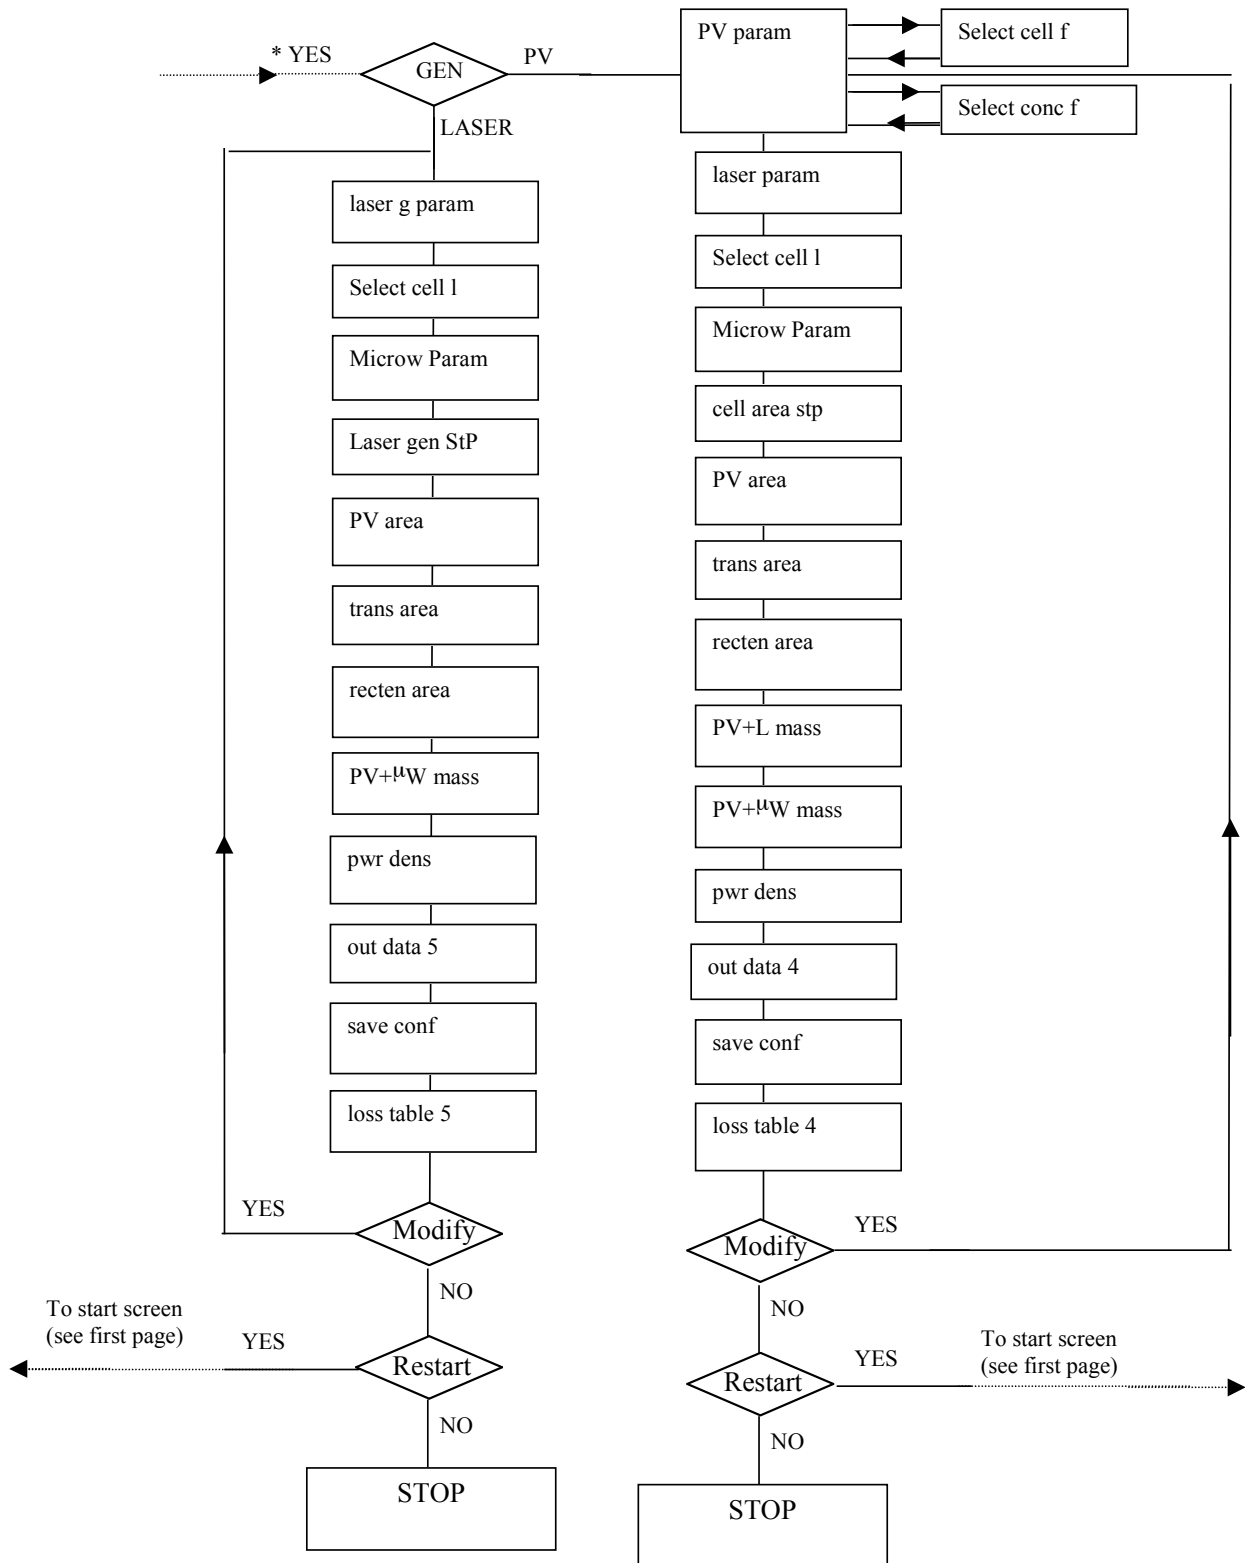 * YES
GEN
PV
LASER
PV param
Select cell f
Select conc f
laser g param
Select cell l
Microw Param
Laser gen StP
PV area
trans area
recten area
PV+μW mass
pwr dens
out data 5
save conf
loss table 5
YES
Modify
NO
To start screen
(see first page)
YES
Restart
NO
STOP
laser param
Select cell l
Microw Param
cell area stp
PV area
trans area
recten area
PV+L mass
PV+μW mass
pwr dens
out data 4
save conf
loss table 4
Modify
YES
NO
Restart
YES
To start screen
(see first page)
NO
STOP